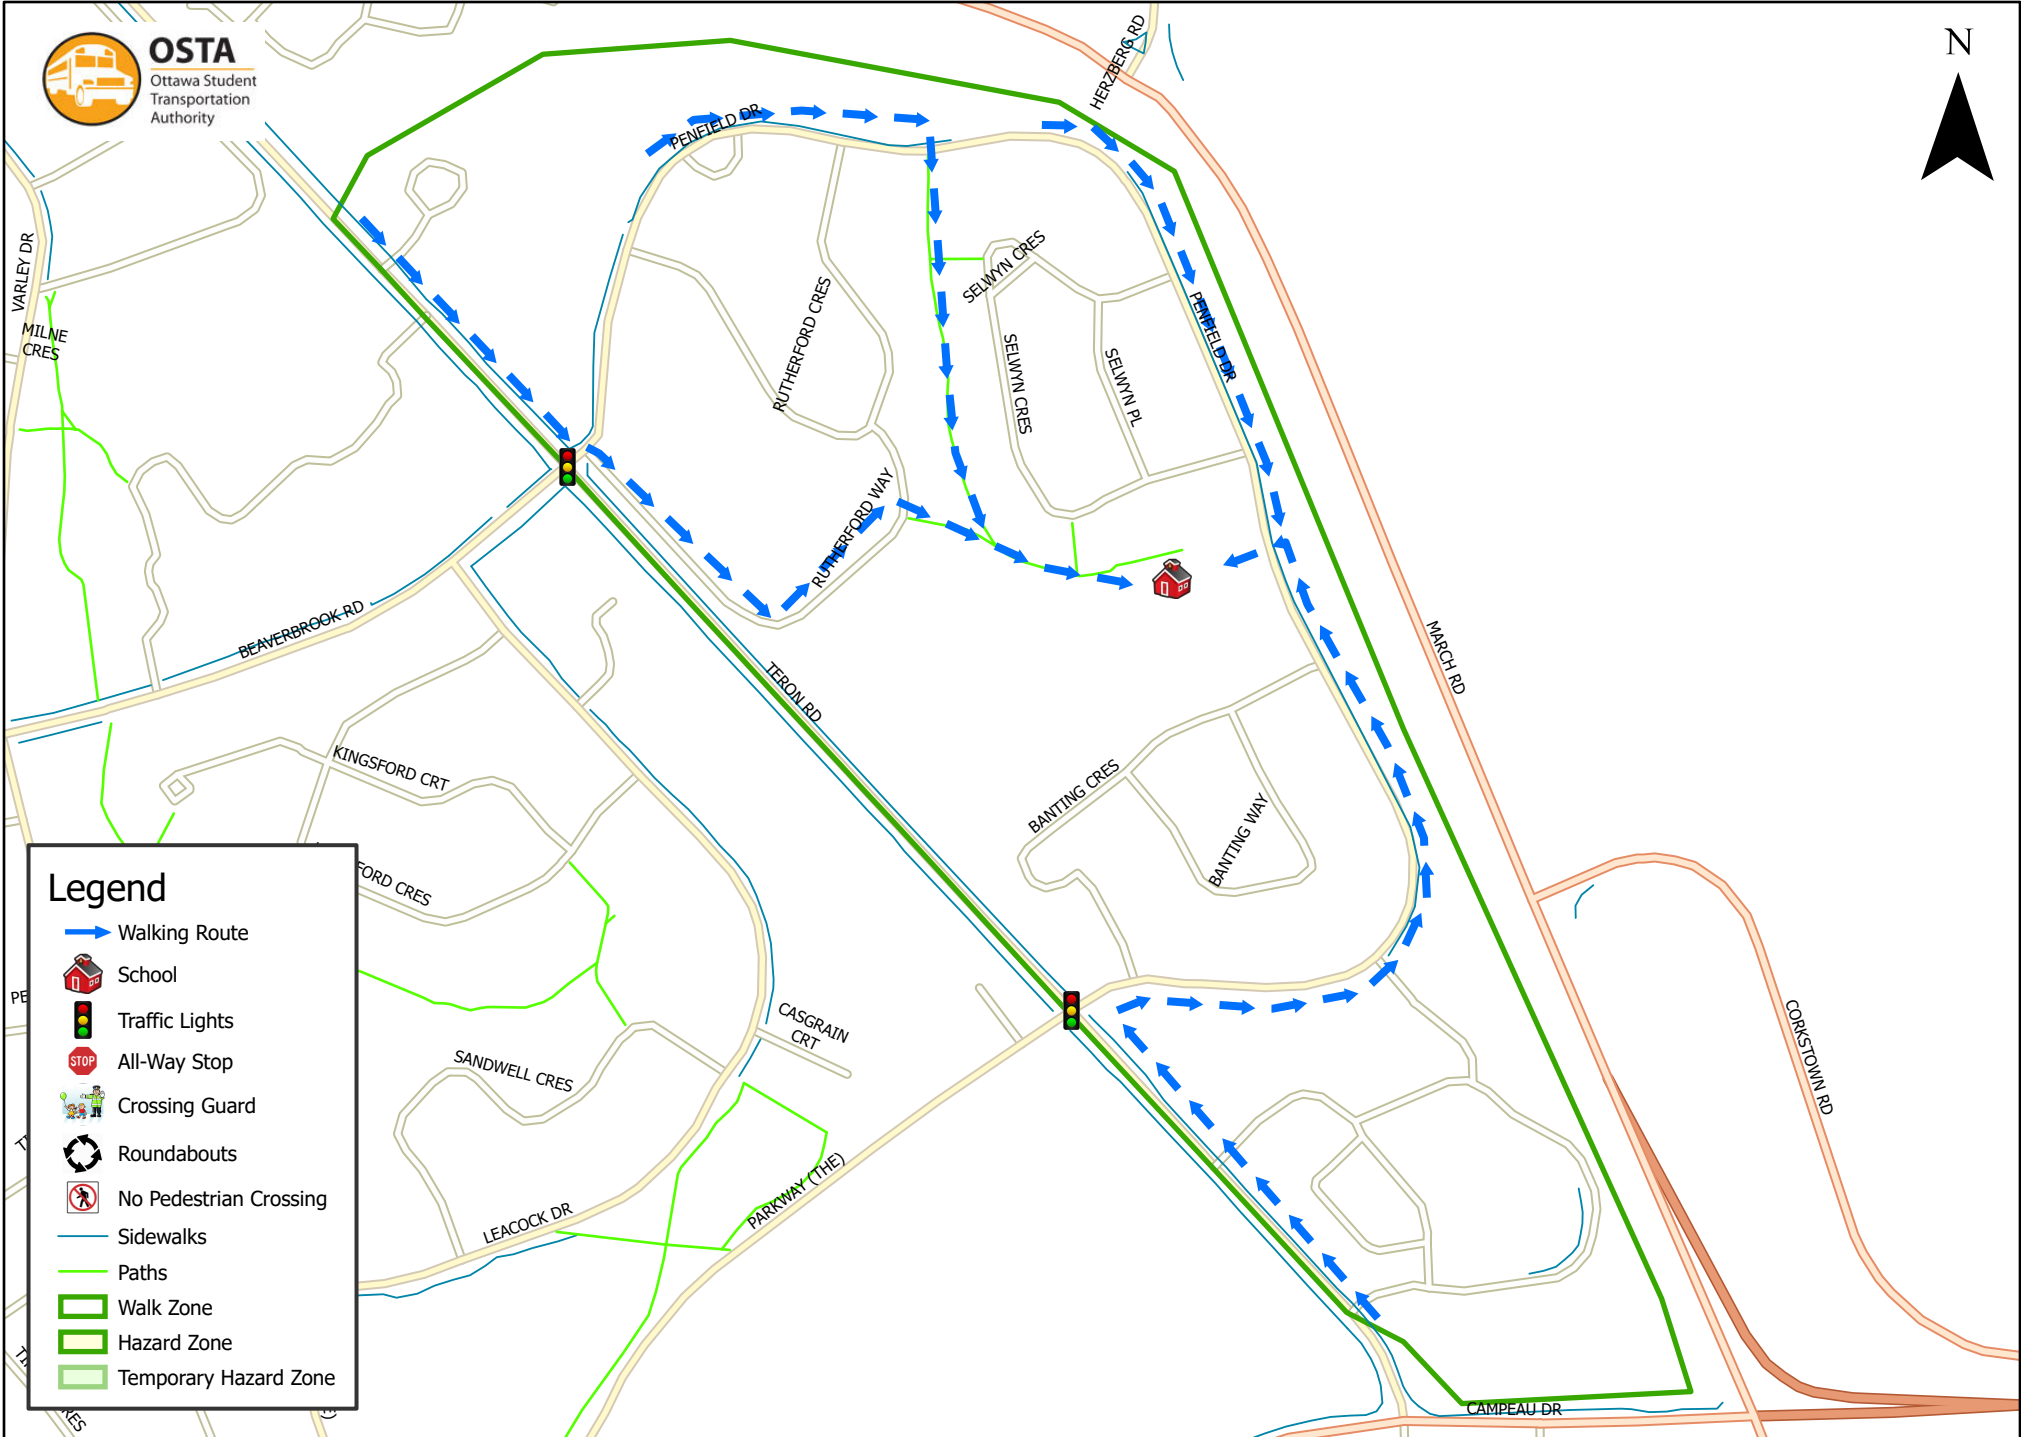 OSTA
Ottawa Student
Transportation
Authority
N
HERZBERG RD
PENFIELD DR
VARLEY DR
MILNE
CRES
SELWYN CRES
RUTHERFORD CRES
SELWYN CRES
SELWYN PL
PENFIELD DR
RUTHERFORD WAY
BEAVERBROOK RD
TERON RD
MARCH RD
KINGSFORD CRT
BANTING CRES
BANTING WAY
FORD CRES
CASGRAIN
CRT
SANDWELL CRES
CORKSTOWN RD
PARKWAY (THE)
LEACOCK DR
CAMPEAU DR
PE
RES
Legend
Walking Route
School
Traffic Lights
STOP
All-Way Stop
Crossing Guard
Roundabouts
No Pedestrian Crossing
Sidewalks
Paths
Walk Zone
Hazard Zone
Temporary Hazard Zone